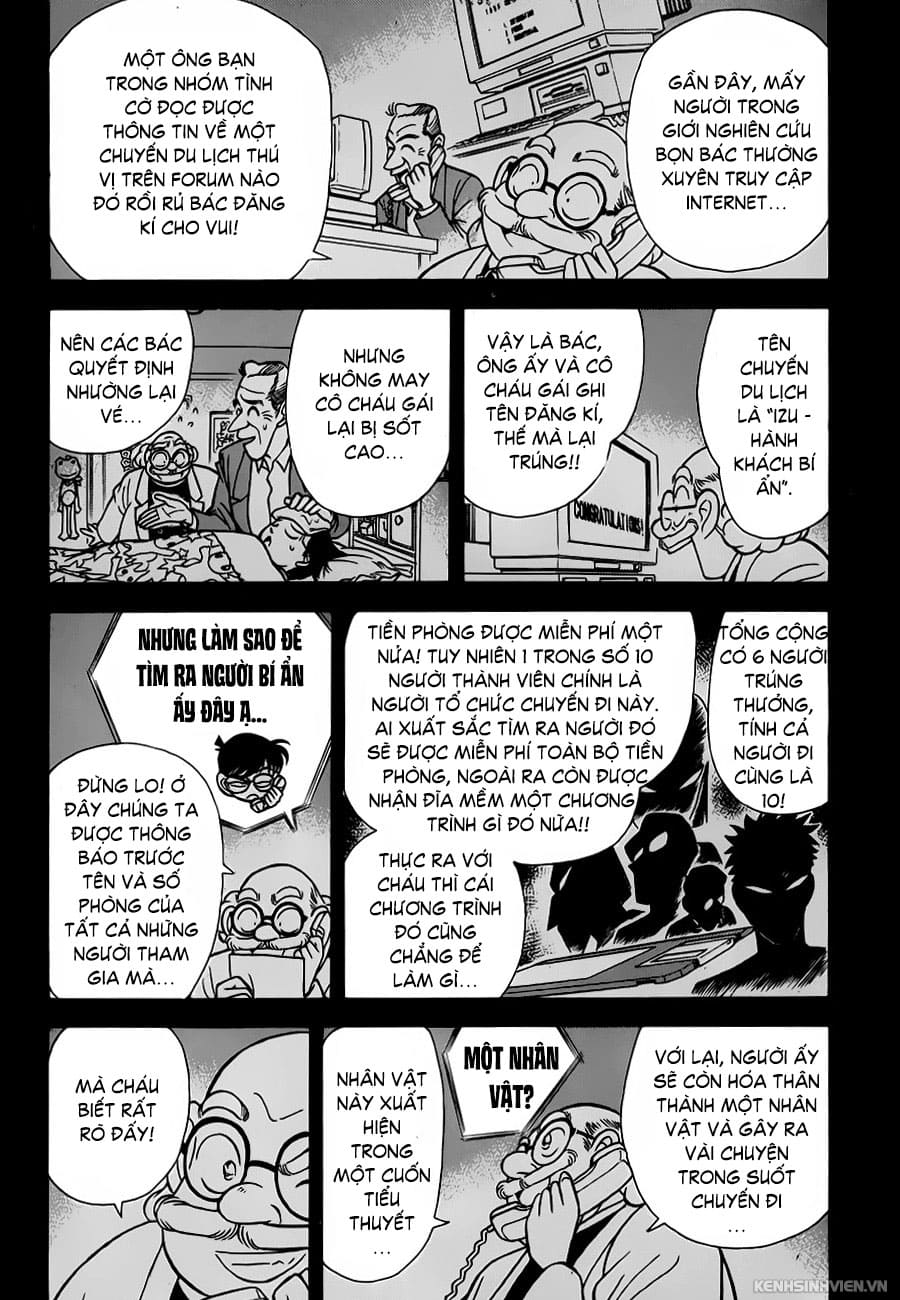 GẦN ĐÂY, MẤY
NGƯỜI TRONG
GIỚI NGHIÊN CỨU
BỌN BÁC THƯỜNG
XUYÊN TRUY CẬP
INTERNET...
MỘT ÔNG BẠN
TRONG NHÓM TÌNH
CỜ ĐỌC ĐƯỢC
THÔNG TIN VỀ MỘT
CHUYẾN DU LỊCH THÚ
VỊ TRÊN FORUM NÀO
ĐÓ RỒI RỦ BÁC ĐĂNG
KÍ CHO VUI!
TÊN
CHUYẾN
DU LỊCH
LÀ "IZU -
HÀNH
KHÁCH BÍ
ẨN".
VẬY LÀ BÁC,
ÔNG ẤY VÀ CÔ
CHÁU GÁI GHI
TÊN ĐĂNG KÍ,
THẾ MÀ LẠI
TRÚNG!!
CONGRATULATIONS!
NHƯNG
KHÔNG MAY
CÔ CHÁU GÁI
LẠI BỊ SỐT
CAO...
NÊN CÁC BÁC
QUYẾT ĐỊNH
NHƯỜNG LẠI
VÉ...
TỔNG CỘNG
CÓ 6 NGƯỜI
TRÚNG
THƯỞNG,
TÍNH CẢ
NGƯỜI ĐI
CÙNG LÀ
10!
TIỀN PHÒNG ĐƯỢC MIỄN PHÍ MỘT
NỬA! TUY NHIÊN 1 TRONG SỐ 10
NGƯỜI THÀNH VIÊN CHÍNH LÀ
NGƯỜI TỔ CHỨC CHUYẾN ĐI NÀY.
AI XUẤT SẮC TÌM RA NGƯỜI ĐÓ
SẼ ĐƯỢC MIỄN PHÍ TOÀN BỘ TIỀN
PHÒNG, NGOÀI RA CÒN ĐƯỢC
NHẬN ĐĨA MỀM MỘT CHƯƠNG
TRÌNH GÌ ĐÓ NỮA!!
THỰC RA VỚI
CHÁU THÌ CÁI
CHƯƠNG TRÌNH
ĐÓ CŨNG
CHẲNG ĐỂ
LÀM GÌ...
NHƯNG LÀM SAO ĐỂ
TÌM RA NGƯỜI BÍ ẨN
ẤY ĐÂY Ạ...
ĐỪNG LO! Ở
ĐÂY CHÚNG TA
ĐƯỢC THÔNG
BÁO TRƯỚC
TÊN VÀ SỐ
PHÒNG CỦA
TẤT CẢ NHỮNG
NGƯỜI THAM
GIA MÀ...
VỚI LẠI, NGƯỜI ẤY
SẼ CÒN HÓA THÂN
THÀNH MỘT NHÂN
VẬT VÀ GÂY RA
VÀI CHUYỆN
TRONG SUỐT
CHUYẾN ĐI
...
MỘT NHÂN
VẬT?
NHÂN VẬT
NÀY XUẤT
HIỆN
TRONG
MỘT CUỐN
TIỂU
THUYẾT
...
MÀ CHÁU
BIẾT RẤT
RÕ ĐẤY!
KENHSINHVIEN.VN